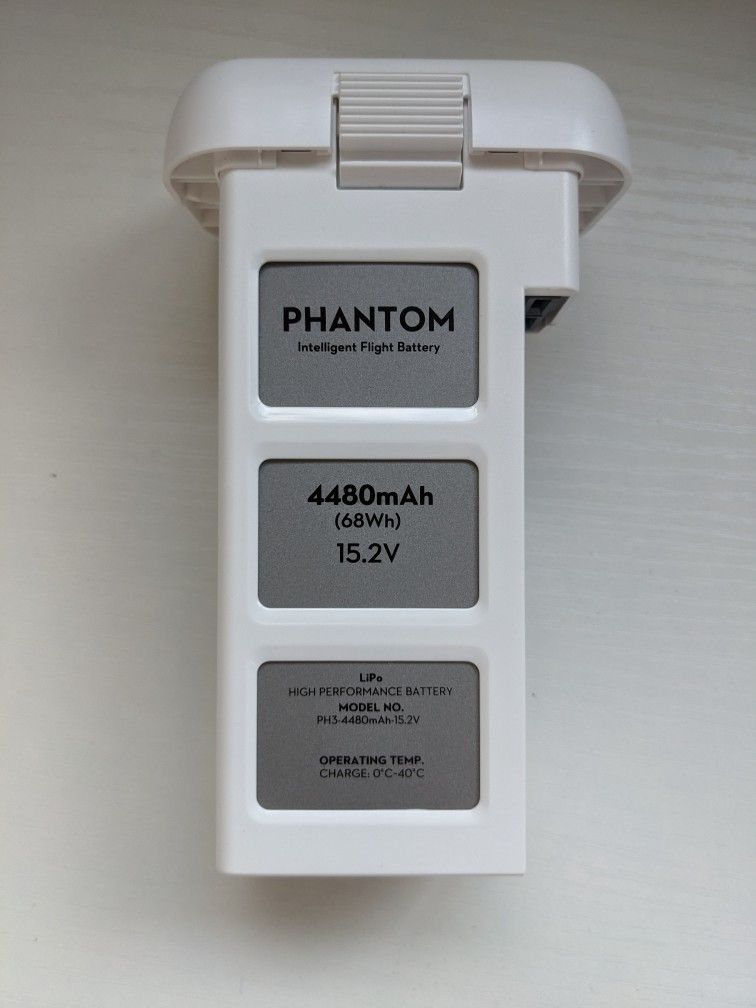 PHANTOM
Intelligent Flight Battery
4480mAh
(68Wh)
15.2V
LiPo
HIGH PERFORMANCE BATTERY
MODEL NO.
PH3-4480mAh-15.2V
OPERATING TEMP.
CHARGE: 0°C-40°C